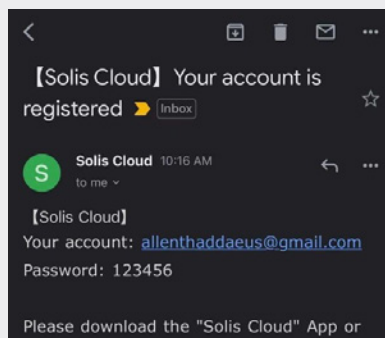 【Solis Cloud】Your account is
registered Inbox
S
Solis Cloud 10:16 AM
to me
【Solis Cloud】
Your account: allenthaddaeus@gmail.com
Password: 123456
Please download the "Solis Cloud" App or